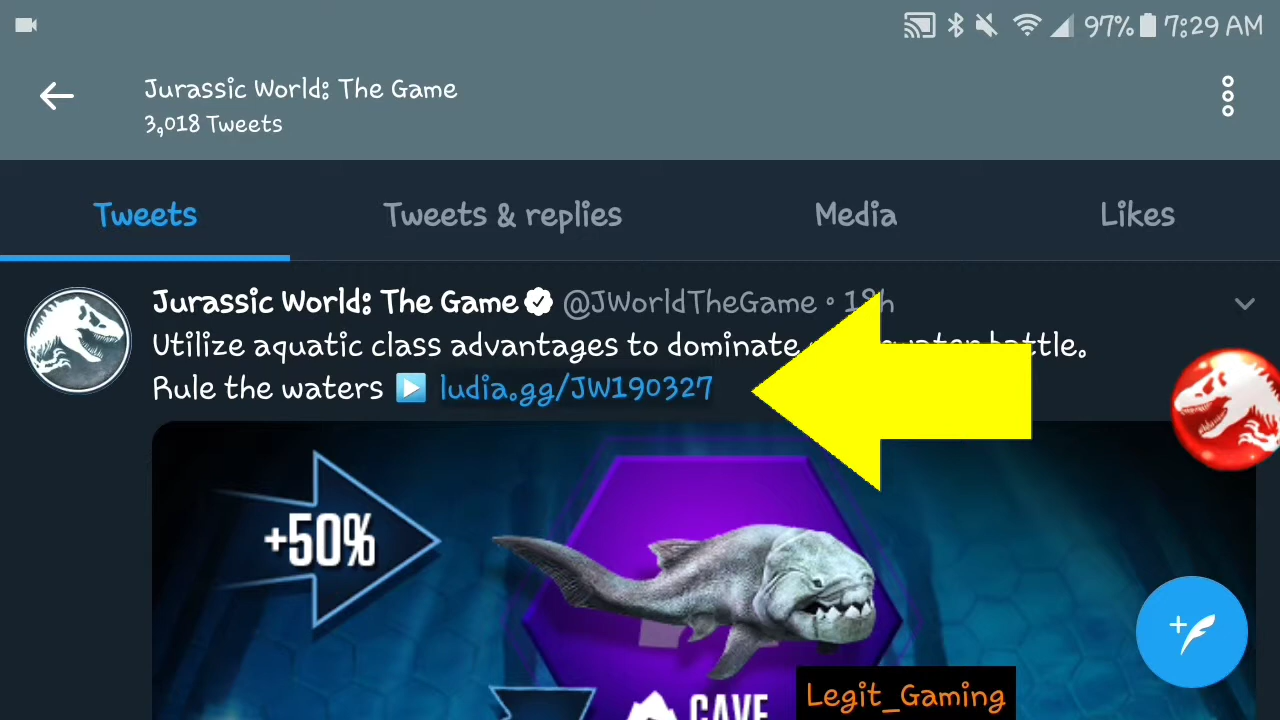 97% 7:29 AM
Jurassic World: The Game
3,018 Tweets
Tweets Tweets & replies Media Likes
Jurassic World: The Game @JWorldTheGame
Utilize aquatic class advantages to dominate battle.
Rule the waters ludia.gg/JW190327
+50%
CAVE
Legit_Gaming